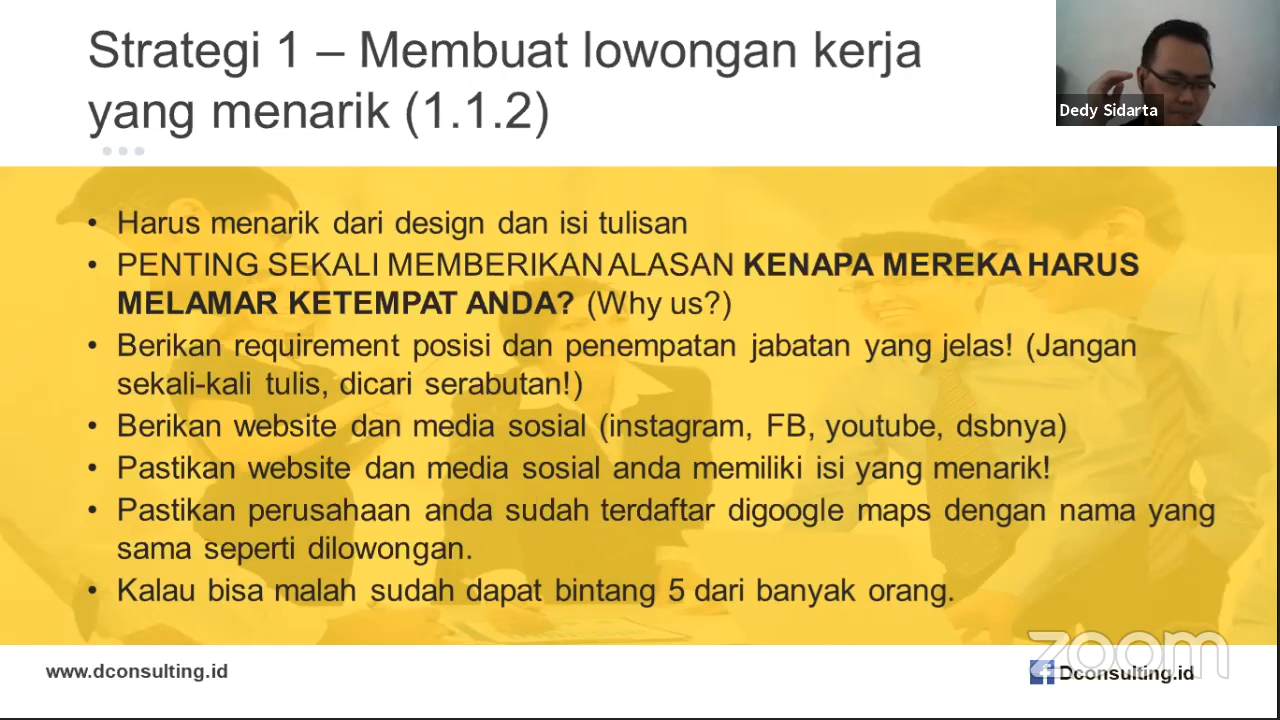 Strategi 1 – Membuat lowongan kerja
yang menarik (1.1.2)
Dedy Sidarta
• Harus menarik dari design dan isi tulisan
• PENTING SEKALI MEMBERIKAN ALASAN KENAPA MEREKA HARUS
MELAMAR KETEMPAT ANDA? (Why us?)
• Berikan requirement posisi dan penempatan jabatan yang jelas! (Jangan
sekali-kali tulis, dicari serabutan!)
• Berikan website dan media sosial (instagram, FB, youtube, dsbnya)
• Pastikan website dan media sosial anda memiliki isi yang menarik!
• Pastikan perusahaan anda sudah terdaftar digoogle maps dengan nama yang
sama seperti dilowongan.
• Kalau bisa malah sudah dapat bintang 5 dari banyak orang.
www.dconsulting.id
zoom
Dconsulting.id